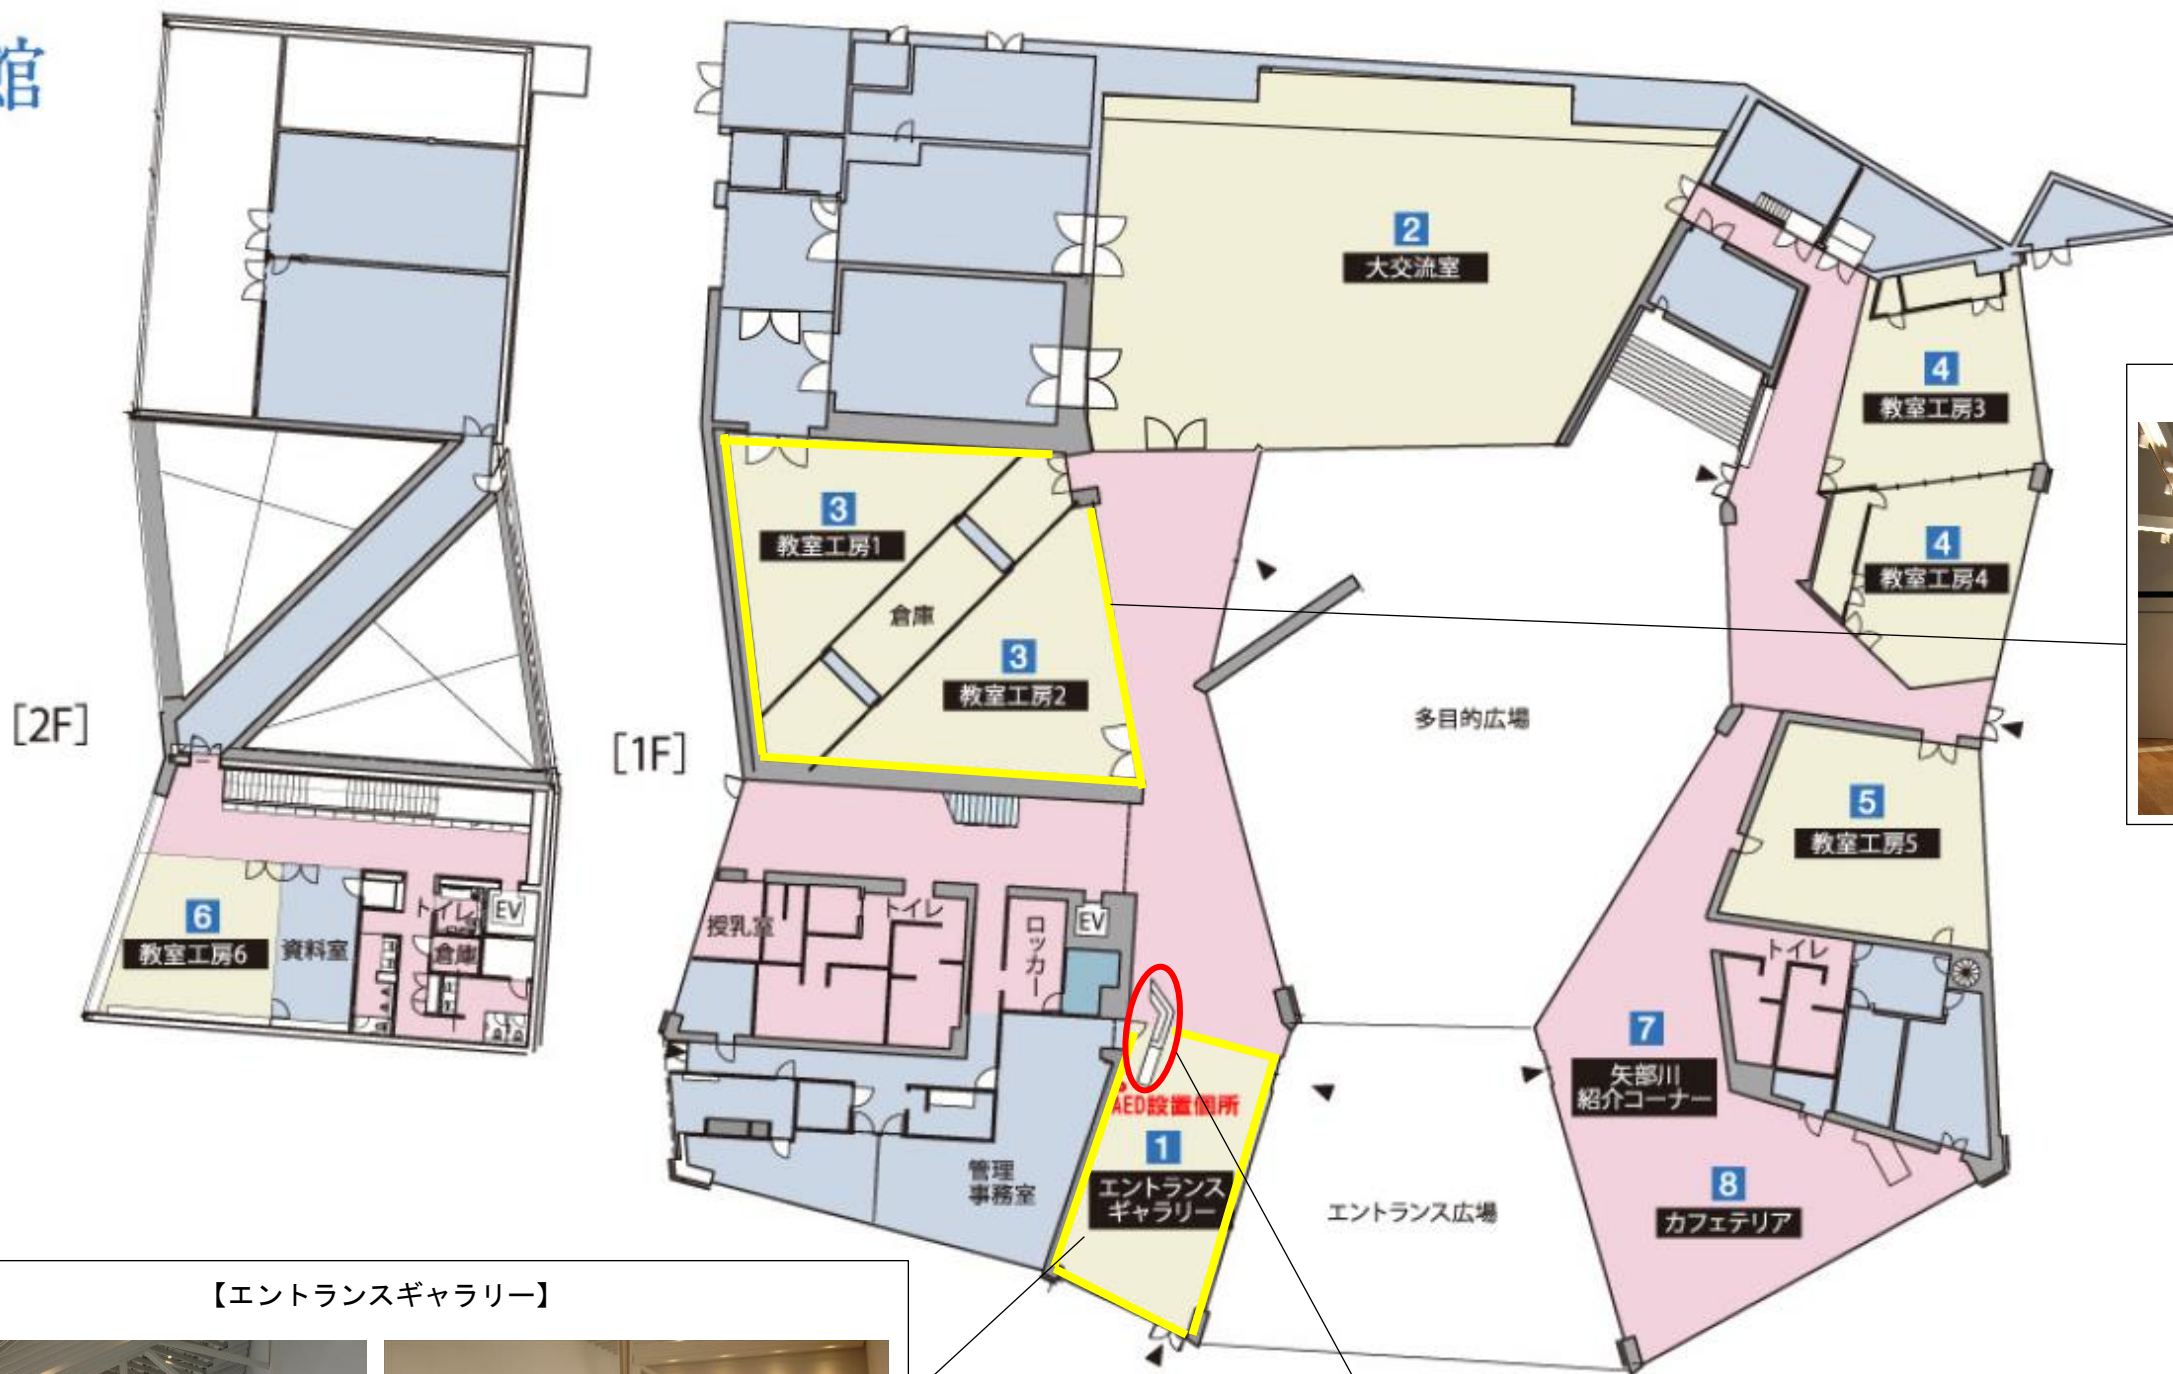 館
[2F]
6
教室工房6
資料室
トイレ
EV
倉庫
[1F]
2
大交流室
3
教室工房1
倉庫
3
教室工房2
4
教室工房3
4
教室工房4
多目的広場
5
教室工房5
授乳室
トイレ
ロッカー
EV
トイレ
AED設置個所
1
エントランス
ギャラリー
管理
事務室
エントランス広場
7
矢部川
紹介コーナー
8
カフェテリア
【エントランスギャラリー】